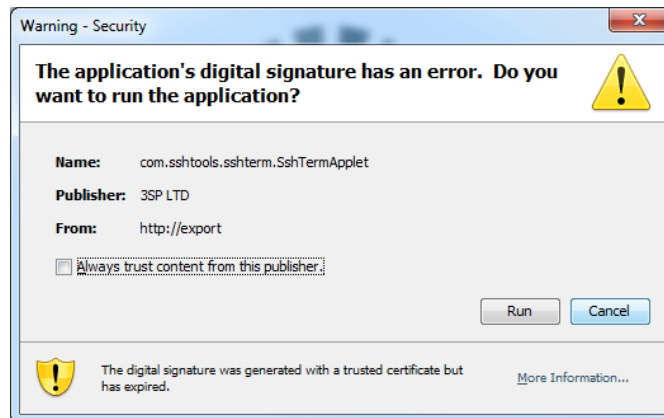 Warning - Security
The application's digital signature has an error. Do you
want to run the application?
Name: com.sshtools.sshterm.SshTermApplet
Publisher: 3SP LTD
From: http://export
Always trust content from this publisher.
Run Cancel
The digital signature was generated with a trusted certificate but
has expired.
More Information...